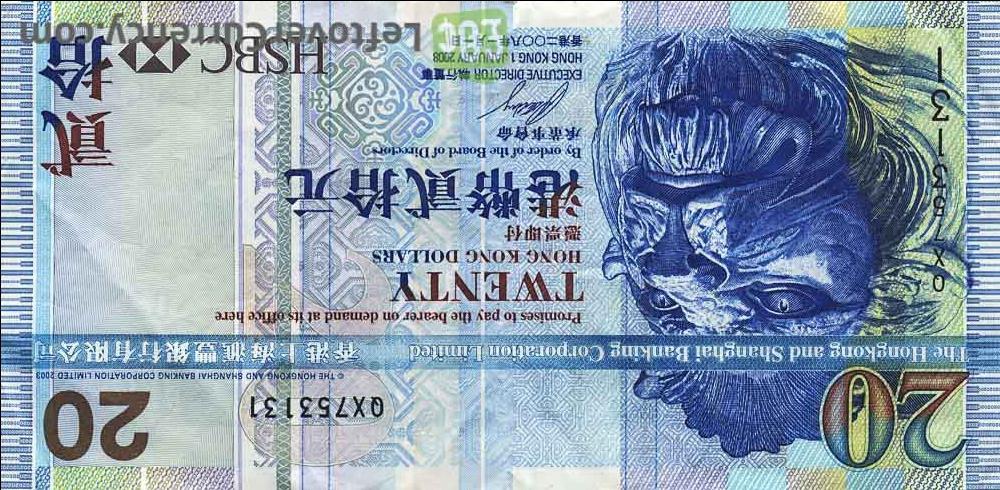 20
QX753131
20
© THE HONGKONG AND SHANGHAI BANKING CORPORATION LIMITED 2003
The Hongkong and Shanghai Banking Corporation Limited 香港上海滙豐銀行有限公司
Promises to pay the bearer on demand at its office here
TWENTY
HONG KONG DOLLARS
憑票即付
港幣貳拾元
By order of the Board of Directors
承董事會命
EXECUTIVE DIRECTOR 執行董事
HONG KONG 1 JANUARY 2008
香港二〇〇八年一月一日
QX753131
貳拾
HSBC
LeftoverCurrency.com